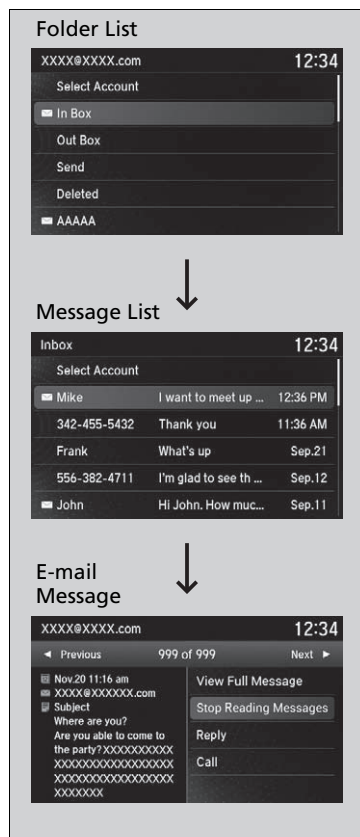 Folder List
XXXX@XXXX.com 12:34
Select Account
In Box
Out Box
Send
Deleted
AAAAA
Message List
Inbox 12:34
Select Account
Mike I want to meet up ... 12:36 PM
342-455-5432 Thank you 11:36 AM
Frank What's up Sep.21
556-382-4711 I'm glad to see th ... Sep.12
John Hi John. How muc... Sep.11
E-mail
Message
XXXX@XXXX.com 12:34
◄ Previous 999 of 999 Next ►
Nov.20 11:16 am
XXXX@XXXXXX.com
Subject
Where are you?
Are you able to come to
the party?XXXXXXXXXX
XXXXXXXXXXXXXXXXX
XXXXXXXXXXXXXXXXX
XXXXXXX
View Full Message
Stop Reading Messages
Reply
Call